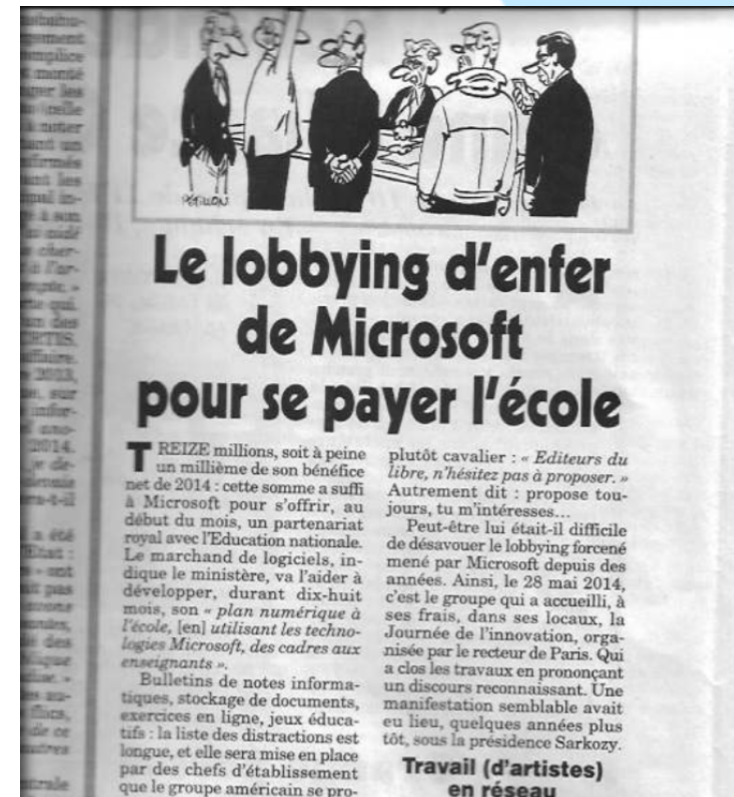 PETILLON
Le lobbying d'enfer
de Microsoft
pour se payer l'école
TREIZE millions, soit à peine
un millième de son bénéfice
net de 2014 : cette somme a suffi
à Microsoft pour s'offrir, au
début du mois, un partenariat
royal avec l'Education nationale.
Le marchand de logiciels, in-
dique le ministère, va l'aider à
développer, durant dix-huit
mois, son « plan numérique à
l'école, [en] utilisant les techno-
logies Microsoft, des cadres aux
enseignants ».
Bulletins de notes informa-
tiques, stockage de documents,
exercices en ligne, jeux éduca-
tifs : la liste des distractions est
longue, et elle sera mise en place
par des chefs d'établissement
que le groupe américain se pro-
plutôt cavalier : « Editeurs du
libre, n'hésitez pas à proposer. »
Autrement dit : propose tou-
jours, tu m'intéresses...
Peut-être lui était-il difficile
de désavouer le lobbying forcené
mené par Microsoft depuis des
années. Ainsi, le 28 mai 2014,
c'est le groupe qui a accueilli, à
ses frais, dans ses locaux, la
Journée de l'innovation, orga-
nisée par le recteur de Paris. Qui
a clos les travaux en prononçant
un discours reconnaissant. Une
manifestation semblable avait
eu lieu, quelques années plus
tôt, sous la présidence Sarkozy.
Travail (d'artistes)
en réseau